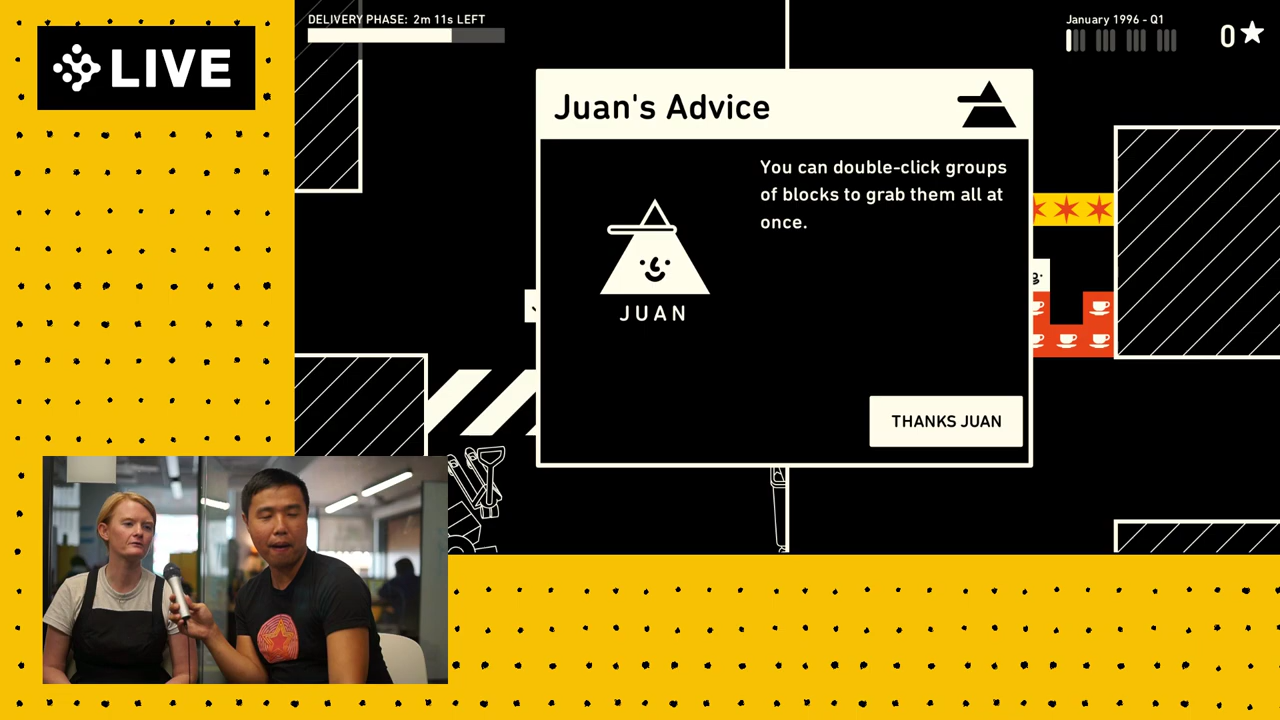 LIVE
DELIVERY PHASE: 2m 11s LEFT
January 1996 - Q1
0
Juan's Advice
You can double-click groups
of blocks to grab them all at
once.
JUAN
THANKS JUAN